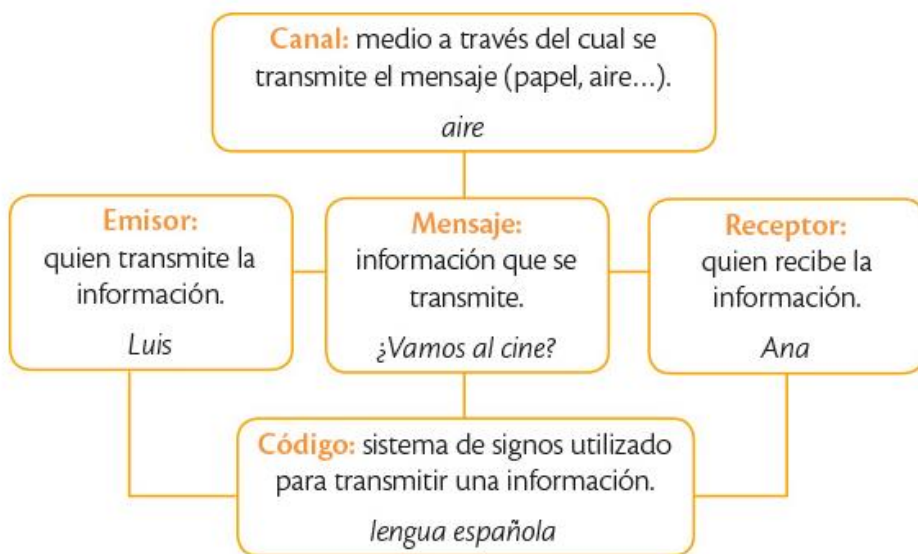 Canal: medio a través del cual se
transmite el mensaje (papel, aire...).
aire
Emisor:
quien transmite la
información.
Luis
Mensaje:
información que se
transmite.
¿Vamos al cine?
Receptor:
quien recibe la
información.
Ana
Código: sistema de signos utilizado
para transmitir una información.
lengua española